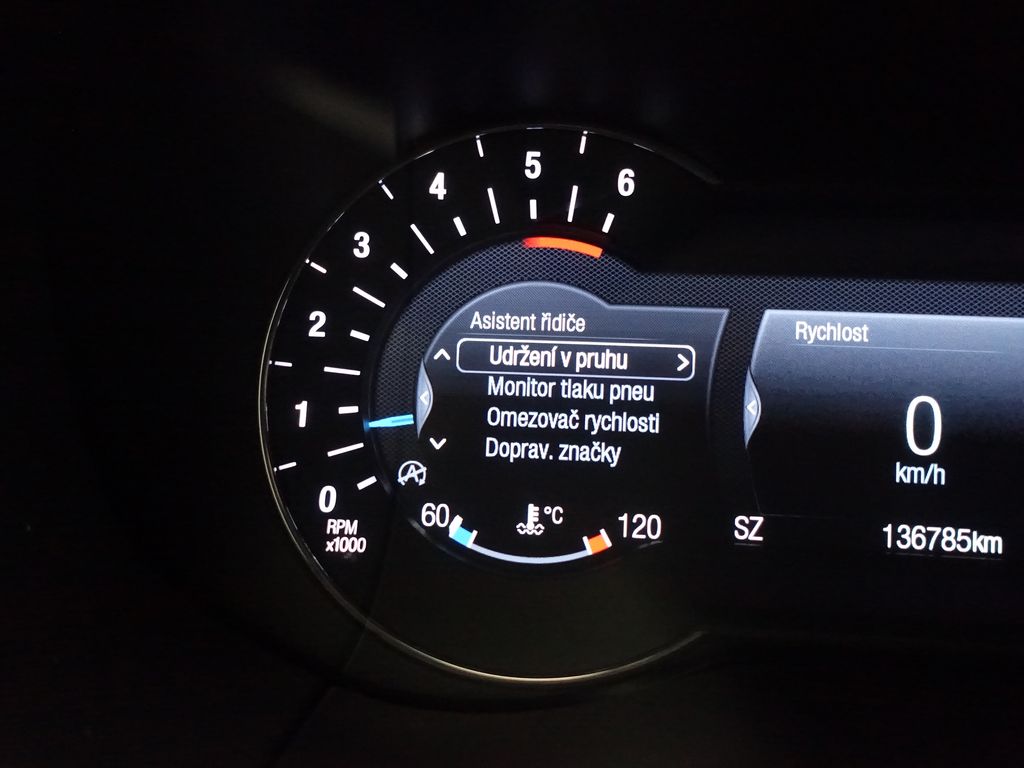 6
5
4
3
2
1
0
RPM
x1000
Asistent řidiče
Udržení v pruhu
Monitor tlaku pneu
Omezovač rychlosti
Doprav. značky
A
60
°C
120
Rychlost
0
km/h
SZ
136785km